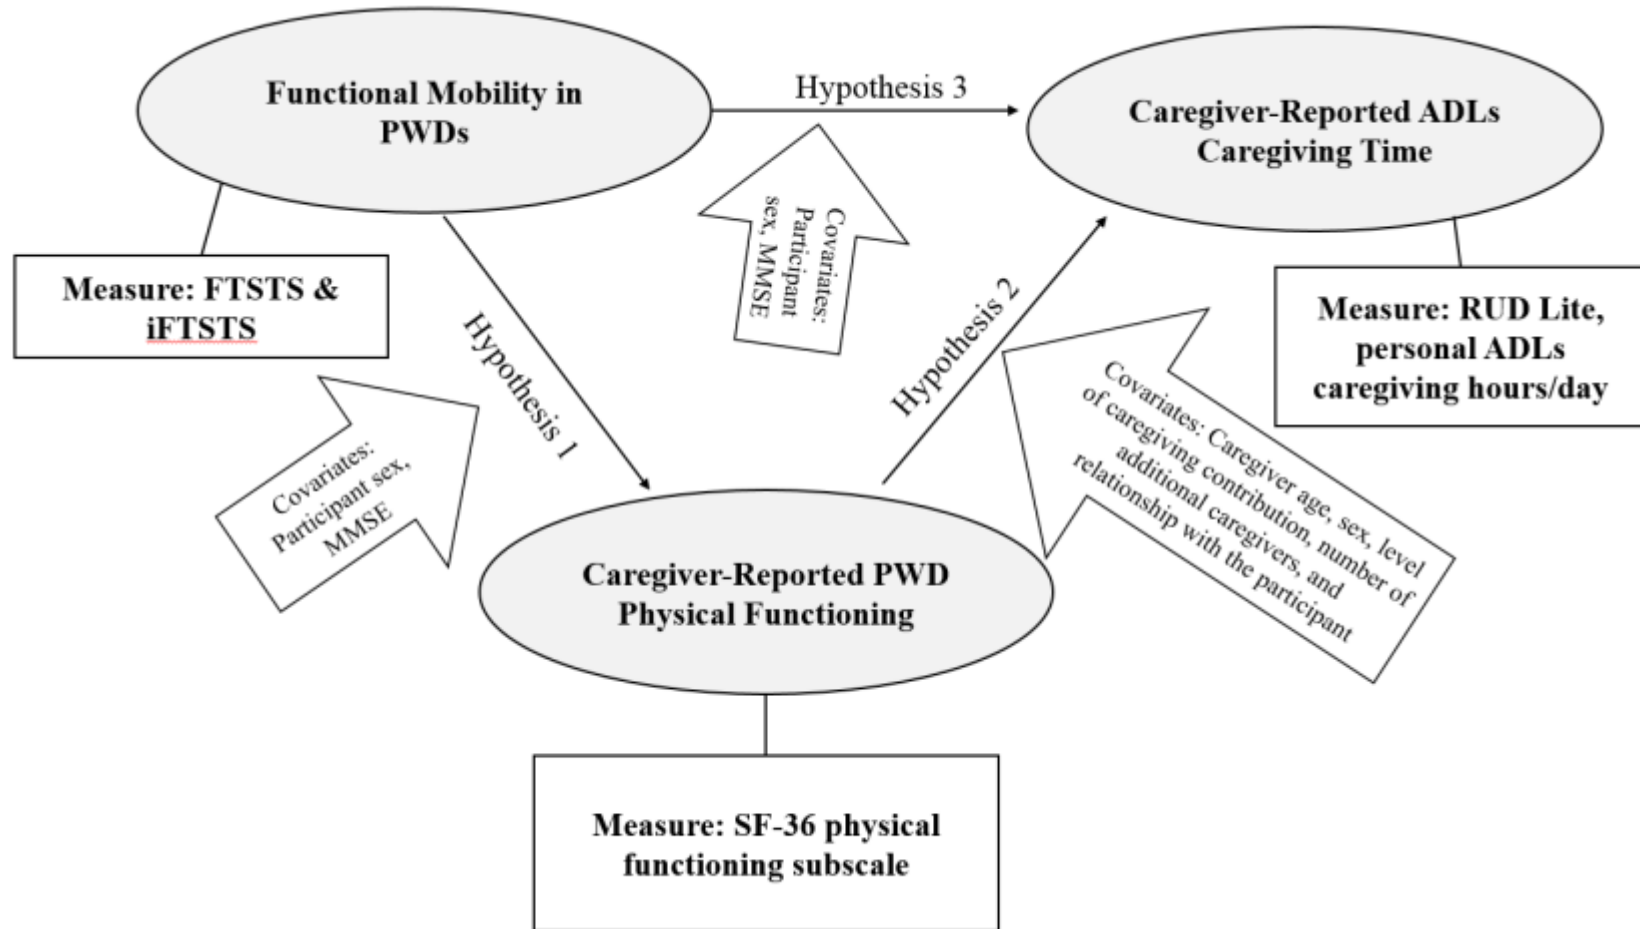 Functional Mobility in
PWDs
Hypothesis 3
Caregiver-Reported ADLs
Caregiving Time
Measure: FTSTS &
iFTSTS
Covariates:
Participant
sex, MMSE
Measure: RUD Lite,
personal ADLs
caregiving hours/day
Hypothesis 1
Hypothesis 2
Covariates:
Participant sex,
MMSE
Covariates: Caregiver age, sex, level
of caregiving contribution, number of
additional caregivers, and
relationship with the participant
Caregiver-Reported PWD
Physical Functioning
Measure: SF-36 physical
functioning subscale